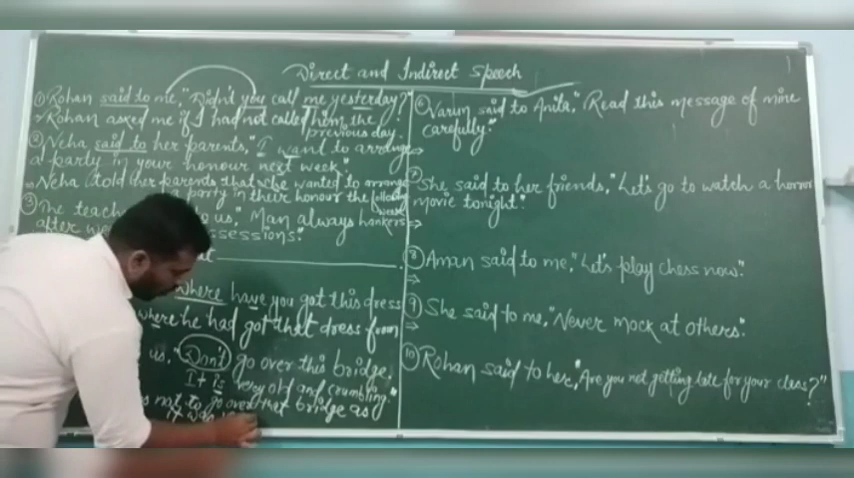 Direct and Indirect Speech
① Rohan said to me, "Didn't you call me yesterday?"
Rohan asked me if I had not called him the
previous day.
② Neha said to her parents, "I want to arrange
a party in your honour next week."
⇒ Neha told her parents that she wanted to arrange
party in their honour the following
week.
③ The to us," Man always hankers
after
Where have you got this dress
where he had got that dress from
us, "Don't go over this bridge.
It is very old and crumbling."
not to go over that bridge as
it was
⑥ Varun said to Anita, "Read this message of mine
carefully."
⇒
⑦ She said to her friends, "Let's go to watch a horror
movie tonight."
⇒
⑧ Aman said to me, "Let's play chess now."
⇒
⑨ She said to me, "Never mock at others".
⇒
⑩ Rohan said to her, "Are you not getting late for your class?"